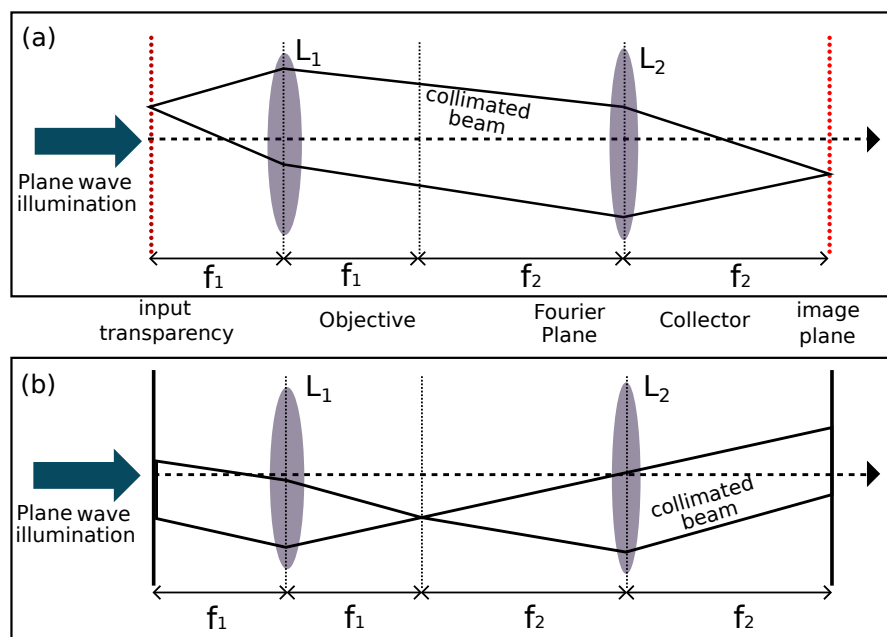 (a)
L1
L2
collimated
beam
Plane wave
illumination
f1
f1
f2
f2
input
transparency
Objective
Fourier
Plane
Collector
image
plane
(b)
L1
L2
Plane wave
illumination
collimated
beam
f1
f1
f2
f2